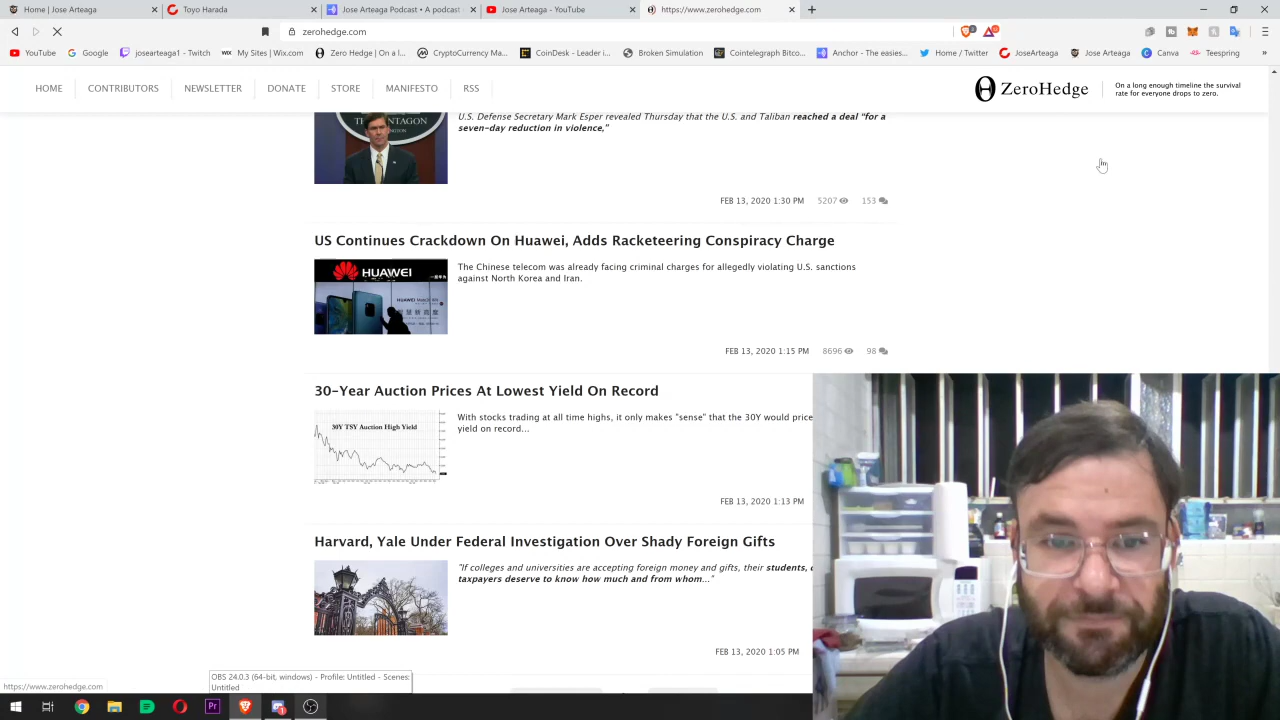 Home | Jose Arteaga
Toyo Harada
Jose Arteaga Podcast • A podcast
Jose Arteaga - YouTube
https://www.zerohedge.com
zerohedge.com
YouTube
Google
josearteaga1 - Twitch
WIX My Sites | Wix.com
Zero Hedge | On a l...
CryptoCurrency Ma...
CoinDesk - Leader i...
Broken Simulation
Cointelegraph Bitco...
Anchor - The easies...
Home / Twitter
JoseArteaga
Jose Arteaga
Canva
Teespring
»
HOME
CONTRIBUTORS
NEWSLETTER
DONATE
STORE
MANIFESTO
RSS
ZeroHedge
On a long enough timeline the survival
rate for everyone drops to zero.
THE PENTAGON
U.S. Defense Secretary Mark Esper revealed Thursday that the U.S. and Taliban reached a deal “for a
seven-day reduction in violence,”
FEB 13, 2020 1:30 PM 5207 153
US Continues Crackdown On Huawei, Adds Racketeering Conspiracy Charge
HUAWEI
The Chinese telecom was already facing criminal charges for allegedly violating U.S. sanctions
against North Korea and Iran.
FEB 13, 2020 1:15 PM 8696 98
30-Year Auction Prices At Lowest Yield On Record
30Y TSY Auction High Yield
With stocks trading at all time highs, it only makes "sense" that the 30Y would price
yield on record...
FEB 13, 2020 1:13 PM
Harvard, Yale Under Federal Investigation Over Shady Foreign Gifts
"If colleges and universities are accepting foreign money and gifts, their students,
taxpayers deserve to know how much and from whom..."
FEB 13, 2020 1:05 PM
OBS 24.0.3 (64-bit, windows) - Profile: Untitled - Scenes:
Untitled
https://www.zerohedge.com